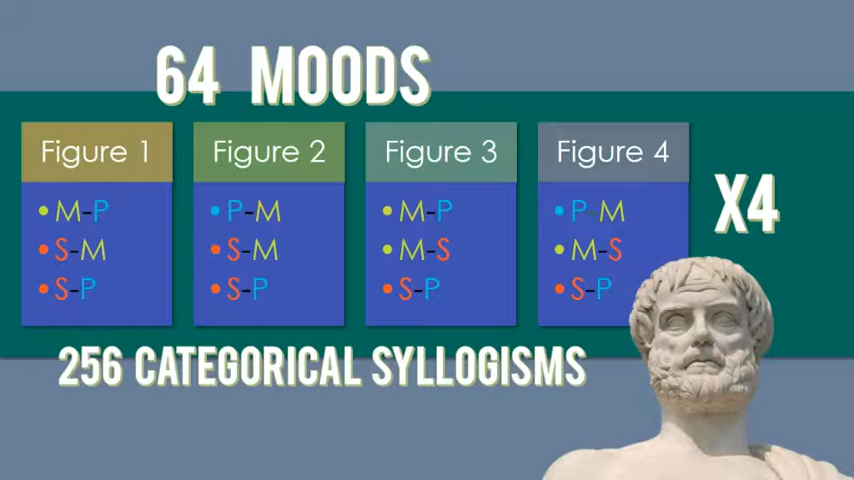 64 MOODS
Figure 1
• M-P
• S-M
• S-P
Figure 2
• P-M
• S-M
• S-P
Figure 3
• M-P
• M-S
• S-P
Figure 4
• P-M
• M-S
• S-P
X4
256 CATEGORICAL SYLLOGISMS